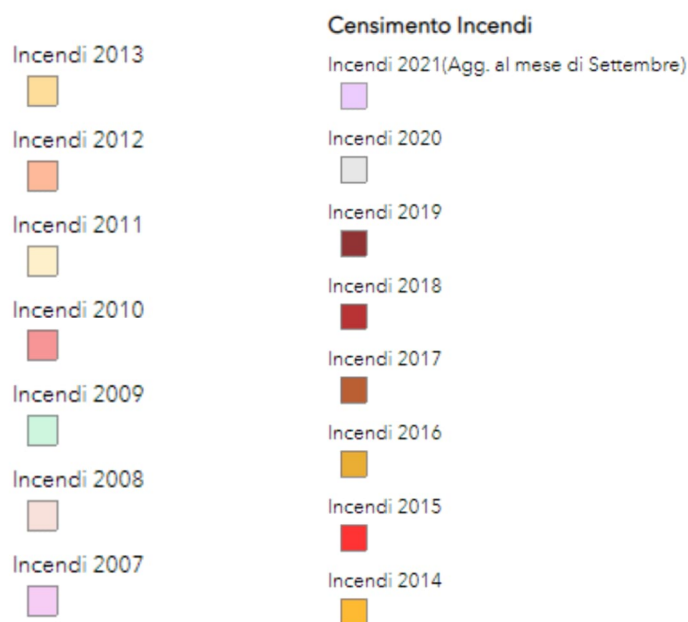 Censimento Incendi
Incendi 2021(Agg. al mese di Settembre)
Incendi 2020
Incendi 2019
Incendi 2018
Incendi 2017
Incendi 2016
Incendi 2015
Incendi 2014
Incendi 2013
Incendi 2012
Incendi 2011
Incendi 2010
Incendi 2009
Incendi 2008
Incendi 2007